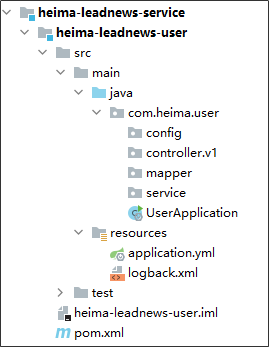 heima-leadnews-service
heima-leadnews-user
src
main
java
com.heima.user
config
controller.v1
mapper
service
UserApplication
resources
application.yml
logback.xml
test
heima-leadnews-user.iml
pom.xml